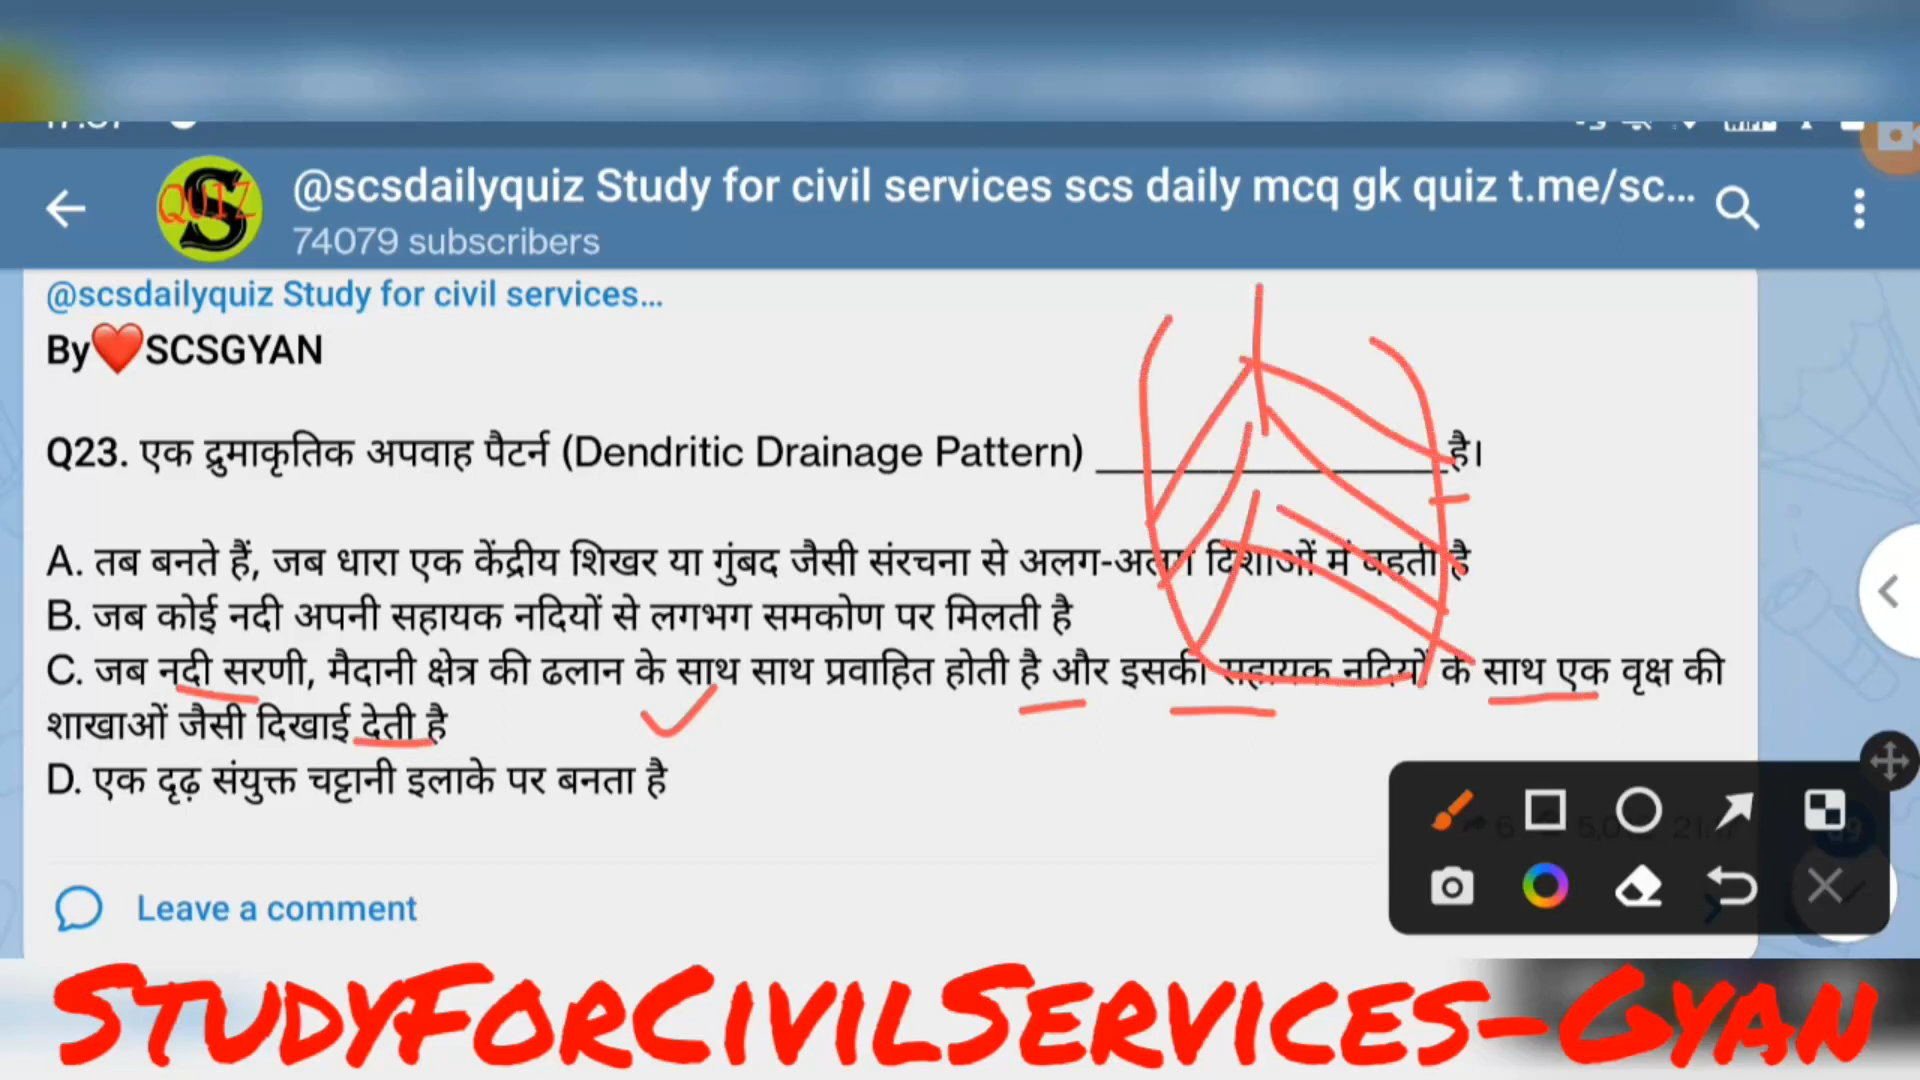 @scsdailyquiz Study for civil services scs daily mcq gk quiz t.me/sc...
74079 subscribers
@scsdailyquiz Study for civil services...
By❤️SCSGYAN
Q23. एक द्रुमाकृतिक अपवाह पैटर्न (Dendritic Drainage Pattern) ________________है।
A. तब बनते हैं, जब धारा एक केंद्रीय शिखर या गुंबद जैसी संरचना से अलग-अलग दिशाओं में बहती है
B. जब कोई नदी अपनी सहायक नदियों से लगभग समकोण पर मिलती है
C. जब नदी सरणी, मैदानी क्षेत्र की ढलान के साथ साथ प्रवाहित होती है और इसकी सहायक नदियों के साथ एक वृक्ष की
शाखाओं जैसी दिखाई देती है
D. एक दृढ़ संयुक्त चट्टानी इलाके पर बनता है
Leave a comment
StudyForCivilServices-Gyan